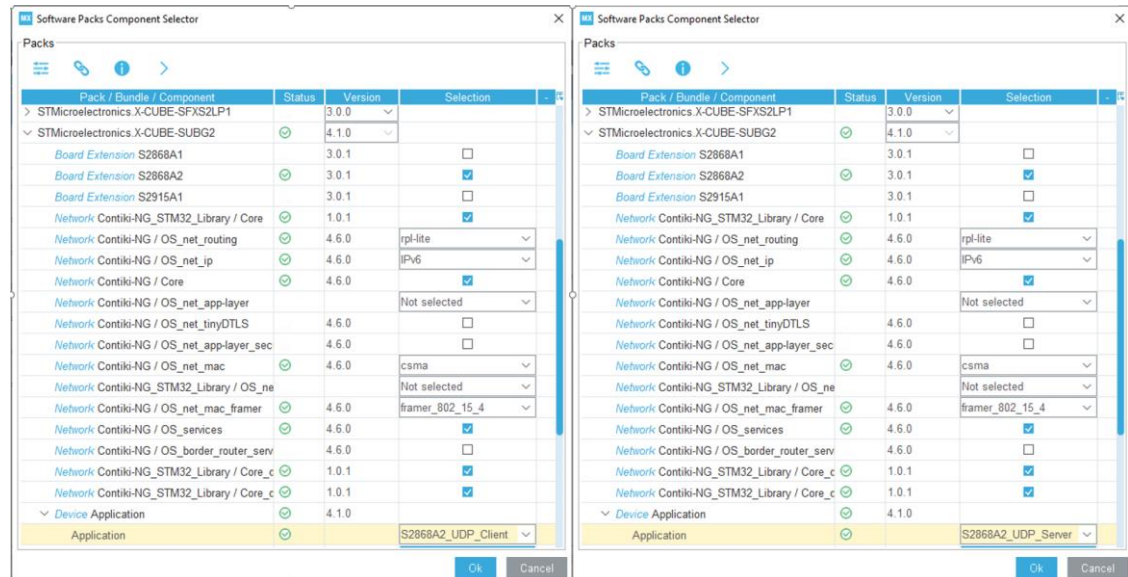 MX Software Packs Component Selector
Packs
Pack / Bundle / Component Status Version Selection -
STMicroelectronics.X-CUBE-SFXS2LP1 3.0.0
STMicroelectronics.X-CUBE-SUBG2 4.1.0
Board Extension S2868A1 3.0.1
Board Extension S2868A2 3.0.1
Board Extension S2915A1 3.0.1
Network Contiki-NG_STM32_Library / Core 1.0.1
Network Contiki-NG / OS_net_routing 4.6.0 rpl-lite
Network Contiki-NG / OS_net_ip 4.6.0 IPv6
Network Contiki-NG / Core 4.6.0
Network Contiki-NG / OS_net_app-layer Not selected
Network Contiki-NG / OS_net_tinyDTLS 4.6.0
Network Contiki-NG / OS_net_app-layer_sec 4.6.0
Network Contiki-NG / OS_net_mac 4.6.0 csma
Network Contiki-NG_STM32_Library / OS_ne Not selected
Network Contiki-NG / OS_net_mac_framer 4.6.0 framer_802_15_4
Network Contiki-NG / OS_services 4.6.0
Network Contiki-NG / OS_border_router_serv 4.6.0
Network Contiki-NG_STM32_Library / Core_c 1.0.1
Network Contiki-NG_STM32_Library / Core_c 1.0.1
Device Application 4.1.0
Application S2868A2_UDP_Client
Ok Cancel
MX Software Packs Component Selector
Packs
Pack / Bundle / Component Status Version Selection -
STMicroelectronics.X-CUBE-SFXS2LP1 3.0.0
STMicroelectronics.X-CUBE-SUBG2 4.1.0
Board Extension S2868A1 3.0.1
Board Extension S2868A2 3.0.1
Board Extension S2915A1 3.0.1
Network Contiki-NG_STM32_Library / Core 1.0.1
Network Contiki-NG / OS_net_routing 4.6.0 rpl-lite
Network Contiki-NG / OS_net_ip 4.6.0 IPv6
Network Contiki-NG / Core 4.6.0
Network Contiki-NG / OS_net_app-layer Not selected
Network Contiki-NG / OS_net_tinyDTLS 4.6.0
Network Contiki-NG / OS_net_app-layer_sec 4.6.0
Network Contiki-NG / OS_net_mac 4.6.0 csma
Network Contiki-NG_STM32_Library / OS_ne Not selected
Network Contiki-NG / OS_net_mac_framer 4.6.0 framer_802_15_4
Network Contiki-NG / OS_services 4.6.0
Network Contiki-NG / OS_border_router_serv 4.6.0
Network Contiki-NG_STM32_Library / Core_c 1.0.1
Network Contiki-NG_STM32_Library / Core_c 1.0.1
Device Application 4.1.0
Application S2868A2_UDP_Server
Ok Cancel